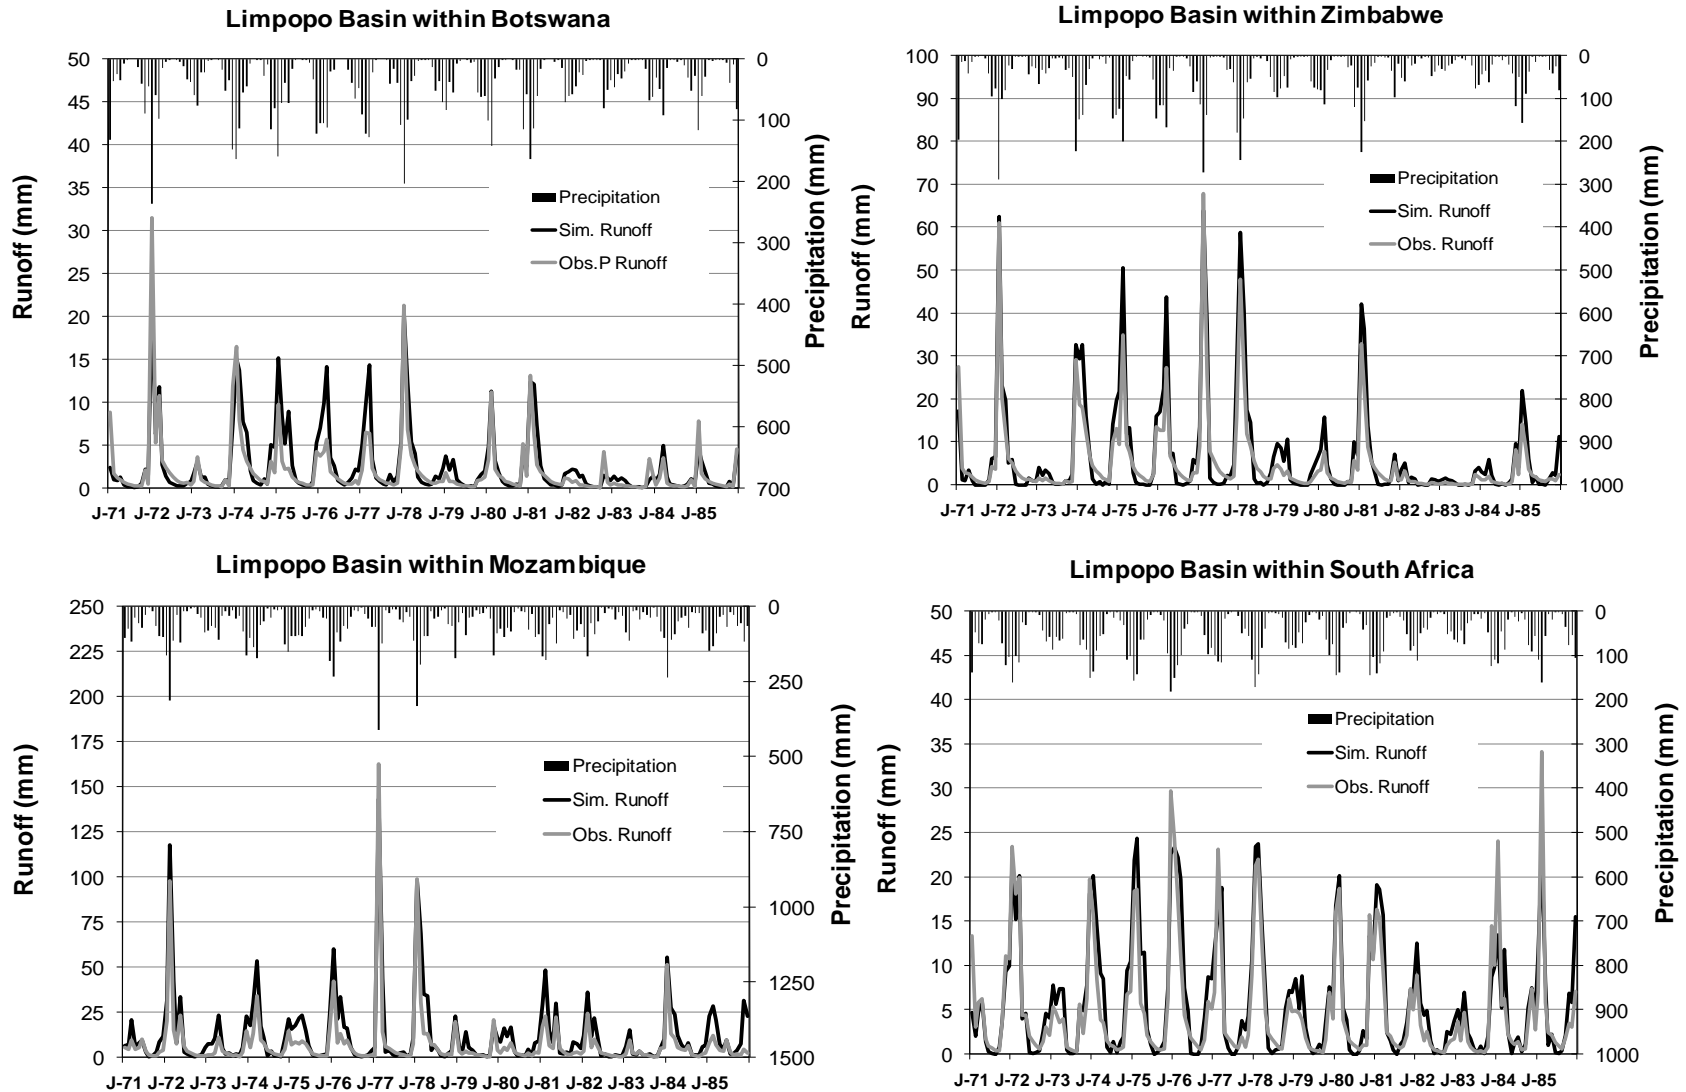 Limpopo Basin within Botswana
Runoff (mm)
50
45
40
35
30
25
20
15
10
5
0
0
100
200
300
400
500
600
700
Precipitation (mm)
Precipitation
Sim. Runoff
Obs.P Runoff
J-71 J-72 J-73 J-74 J-75 J-76 J-77 J-78 J-79 J-80 J-81 J-82 J-83 J-84 J-85
Limpopo Basin within Zimbabwe
Runoff (mm)
100
90
80
70
60
50
40
30
20
10
0
0
100
200
300
400
500
600
700
800
900
1000
Precipitation (mm)
Precipitation
Sim. Runoff
Obs. Runoff
J-71 J-72 J-73 J-74 J-75 J-76 J-77 J-78 J-79 J-80 J-81 J-82 J-83 J-84 J-85
Limpopo Basin within Mozambique
Runoff (mm)
250
225
200
175
150
125
100
75
50
25
0
0
250
500
750
1000
1250
1500
Precipitation (mm)
Precipitation
Sim. Runoff
Obs. Runoff
J-71 J-72 J-73 J-74 J-75 J-76 J-77 J-78 J-79 J-80 J-81 J-82 J-83 J-84 J-85
Limpopo Basin within South Africa
Runoff (mm)
50
45
40
35
30
25
20
15
10
5
0
0
100
200
300
400
500
600
700
800
900
1000
Precipitation (mm)
Precipitation
Sim. Runoff
Obs. Runoff
J-71 J-72 J-73 J-74 J-75 J-76 J-77 J-78 J-79 J-80 J-81 J-82 J-83 J-84 J-85